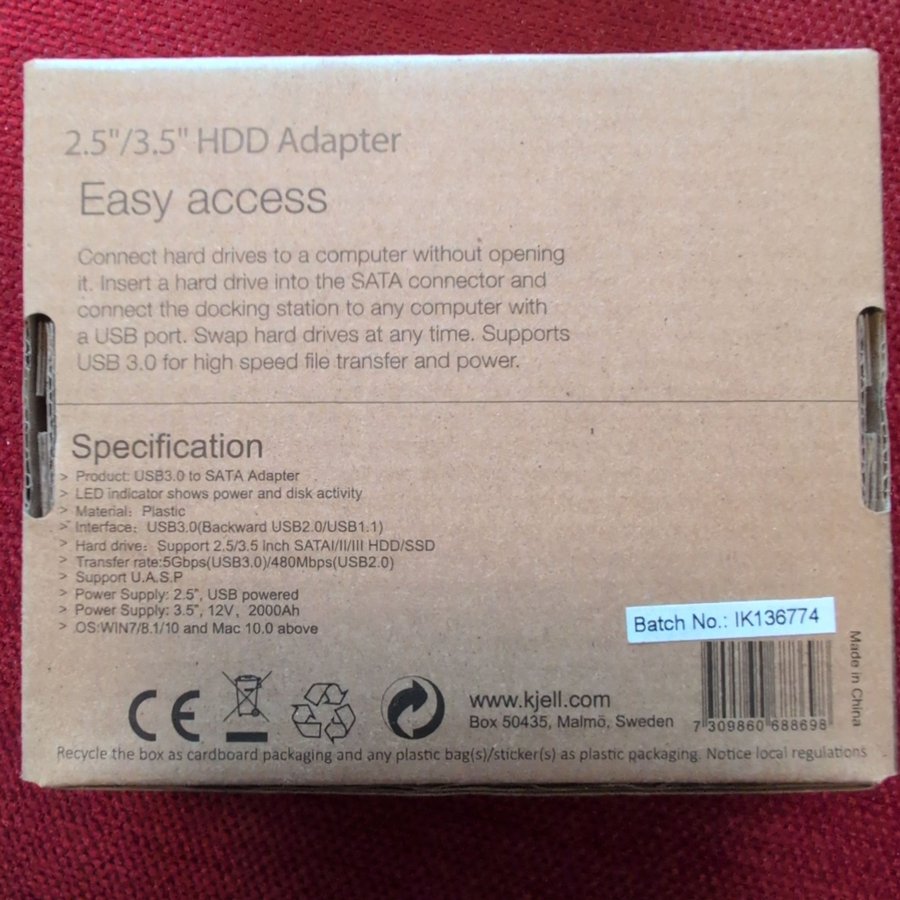 2.5"/3.5" HDD Adapter
Easy access
Connect hard drives to a computer without opening
it. Insert a hard drive into the SATA connector and
connect the docking station to any computer with
a USB port. Swap hard drives at any time. Supports
USB 3.0 for high speed file transfer and power.
Specification
> Product: USB3.0 to SATA Adapter
> LED indicator shows power and disk activity
> Material: Plastic
> Interface: USB3.0(Backward USB2.0/USB1.1)
> Hard drive: Support 2.5/3.5 Inch SATAI/II/III HDD/SSD
> Transfer rate:5Gbps(USB3.0)/480Mbps(USB2.0)
> Support U.A.S.P
> Power Supply: 2.5", USB powered
> Power Supply: 3.5", 12V, 2000Ah
> OS:WIN7/8.1/10 and Mac 10.0 above
Batch No.: IK136774
Made in China
CE
www.kjell.com
Box 50435, Malmö, Sweden
7 309860 688698
Recycle the box as cardboard packaging and any plastic bag(s)/sticker(s) as plastic packaging. Notice local regulations